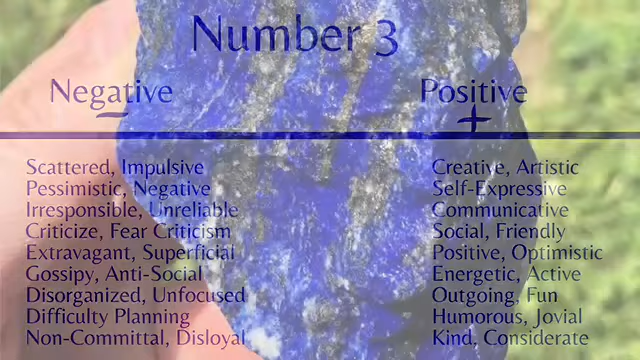 Number 3
Negative
Positive
−
+
Scattered, Impulsive
Pessimistic, Negative
Irresponsible, Unreliable
Criticize, Fear Criticism
Extravagant, Superficial
Gossipy, Anti-Social
Disorganized, Unfocused
Difficulty Planning
Non-Committal, Disloyal
Creative, Artistic
Self-Expressive
Communicative
Social, Friendly
Positive, Optimistic
Energetic, Active
Outgoing, Fun
Humorous, Jovial
Kind, Considerate